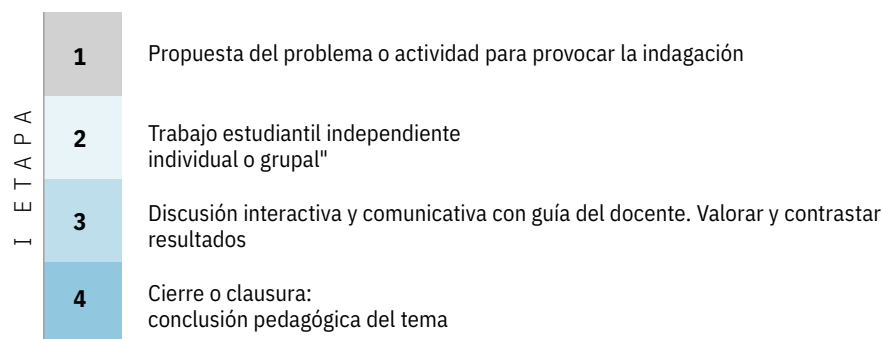 I ETAPA
1
Propuesta del problema o actividad para provocar la indagación
2
Trabajo estudiantil independiente
individual o grupal"
3
Discusión interactiva y comunicativa con guía del docente. Valorar y contrastar
resultados
4
Cierre o clausura:
conclusión pedagógica del tema